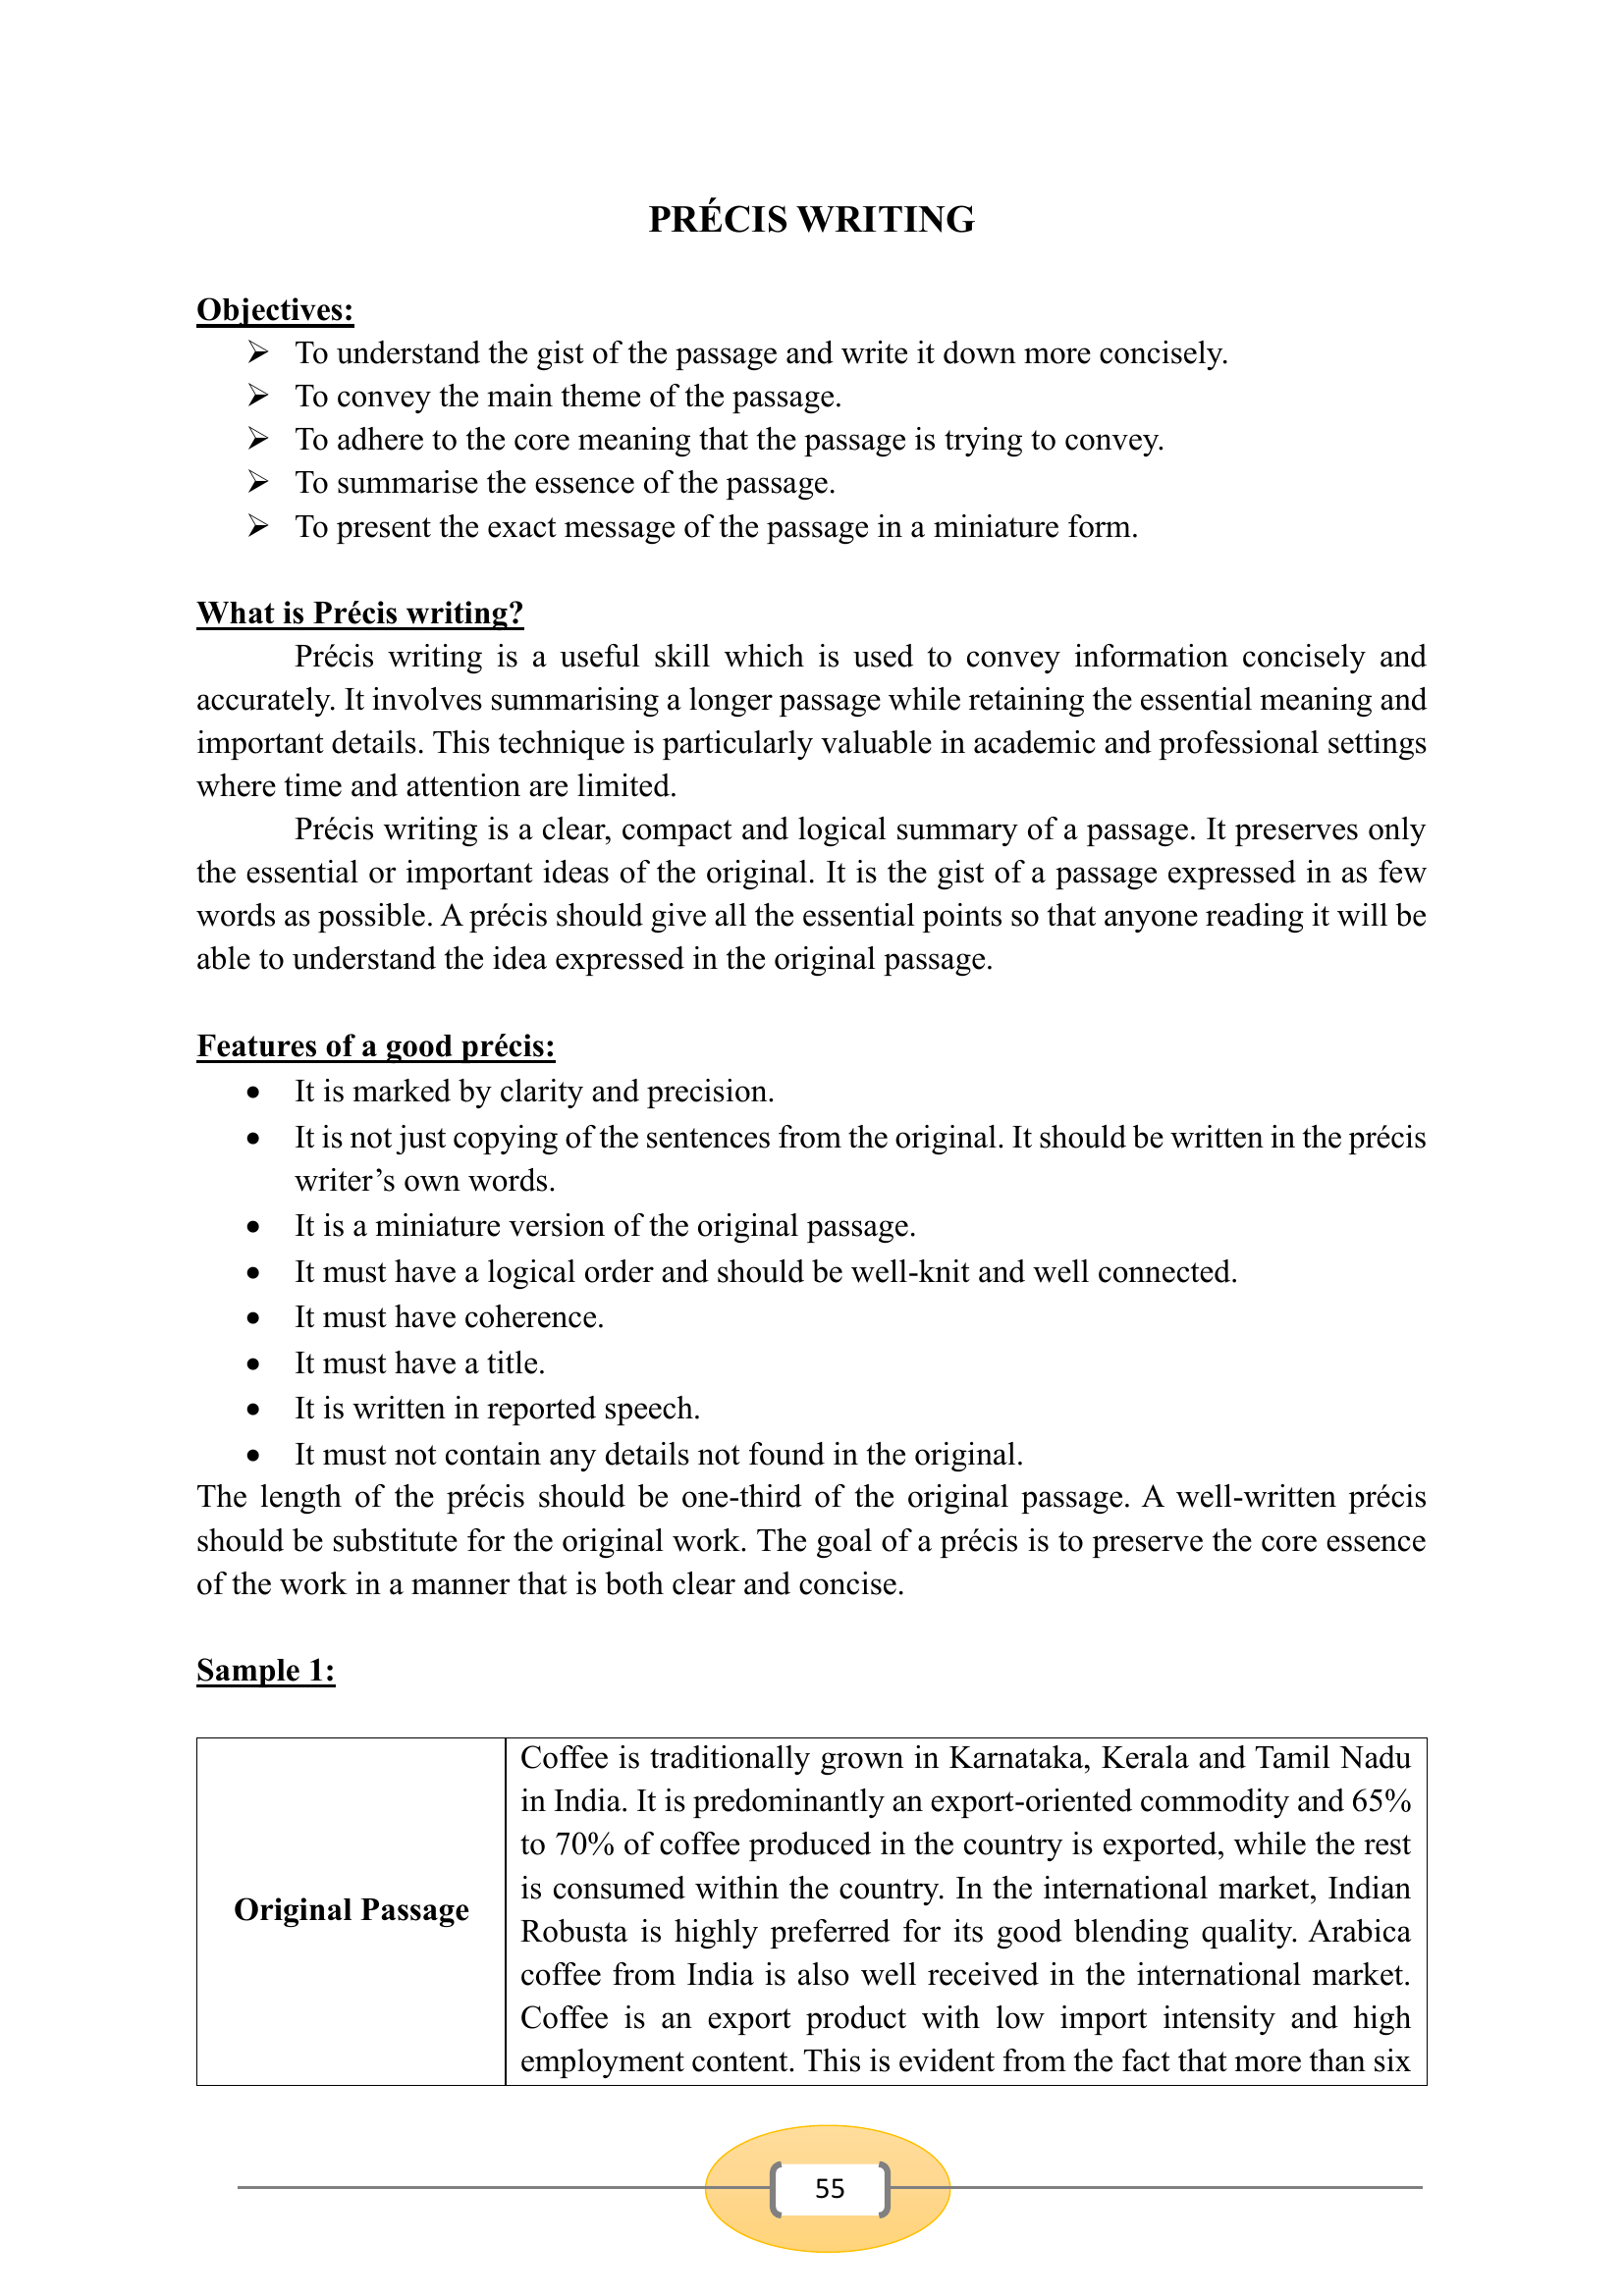 PRÉCIS WRITING
Objectives:
To understand the gist of the passage and write it down more concisely.
To convey the main theme of the passage.
To adhere to the core meaning that the passage is trying to convey.
To summarise the essence of the passage.
To present the exact message of the passage in a miniature form.
What is Précis writing?
Précis writing is a useful skill which is used to convey information concisely and
accurately. It involves summarising a longer passage while retaining the essential meaning and
important details. This technique is particularly valuable in academic and professional settings
where time and attention are limited.
Précis writing is a clear, compact and logical summary of a passage. It preserves only
the essential or important ideas of the original. It is the gist of a passage expressed in as few
words as possible. A précis should give all the essential points so that anyone reading it will be
able to understand the idea expressed in the original passage.
Features of a good précis:
• It is marked by clarity and precision.
• It is not just copying of the sentences from the original. It should be written in the précis
writer’s own words.
• It is a miniature version of the original passage.
• It must have a logical order and should be well-knit and well connected.
• It must have coherence.
• It must have a title.
• It is written in reported speech.
• It must not contain any details not found in the original.
The length of the précis should be one-third of the original passage. A well-written précis
should be substitute for the original work. The goal of a précis is to preserve the core essence
of the work in a manner that is both clear and concise.
Sample 1:
Original Passage
Coffee is traditionally grown in Karnataka, Kerala and Tamil Nadu
in India. It is predominantly an export-oriented commodity and 65%
to 70% of coffee produced in the country is exported, while the rest
is consumed within the country. In the international market, Indian
Robusta is highly preferred for its good blending quality. Arabica
coffee from India is also well received in the international market.
Coffee is an export product with low import intensity and high
employment content. This is evident from the fact that more than six
55